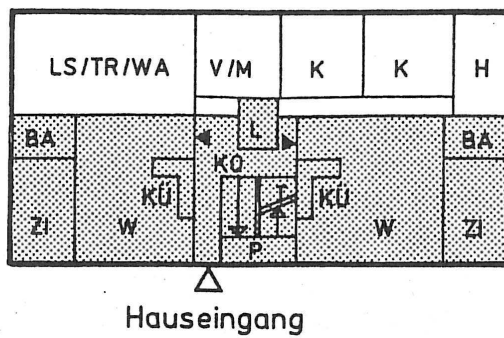 LS/TR/WA V/M K K H
BA L BA
KO
KÜ T KÜ
ZI W W ZI
P
Hauseingang